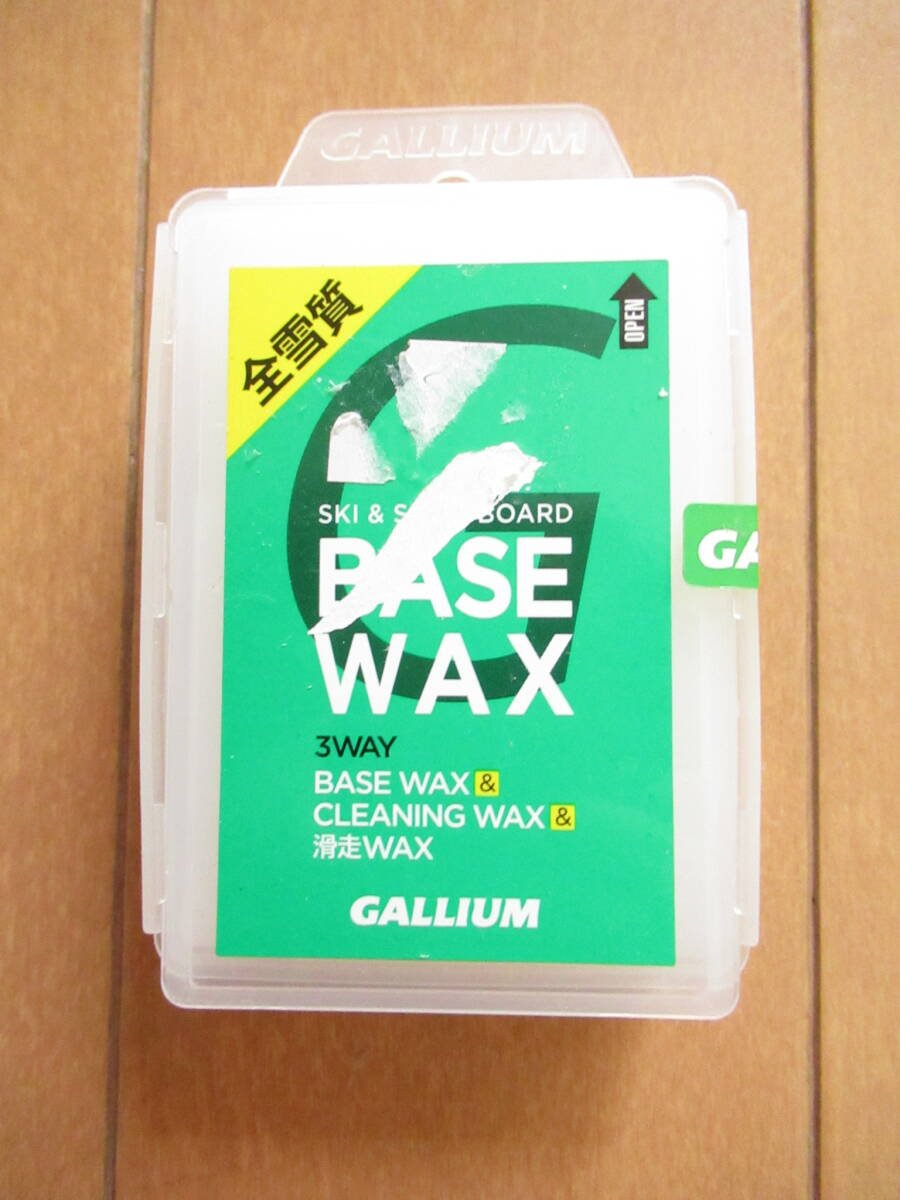 GALLIUM
全雪質
OPEN
SKI & S BOARD
BASE
WAX
GA
3WAY
BASE WAX &
CLEANING WAX &
滑走WAX
GALLIUM